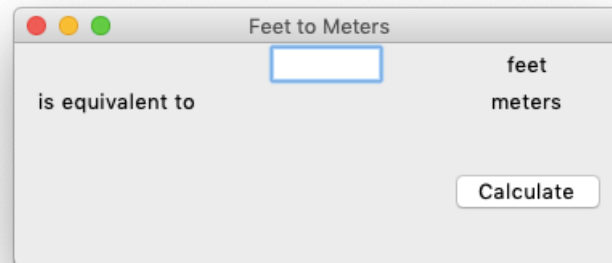 Feet to Meters
feet
is equivalent to meters
Calculate